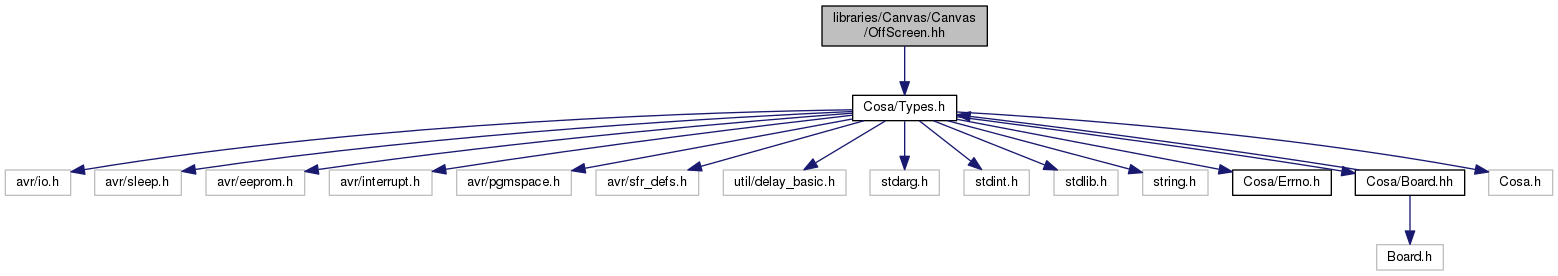 libraries/Canvas/Canvas
/OffScreen.hh
Cosa/Types.h
avr/io.h
avr/sleep.h
avr/eeprom.h
avr/interrupt.h
avr/pgmspace.h
avr/sfr_defs.h
util/delay_basic.h
stdarg.h
stdint.h
stdlib.h
string.h
Cosa/Errno.h
Cosa/Board.hh
Cosa.h
Board.h